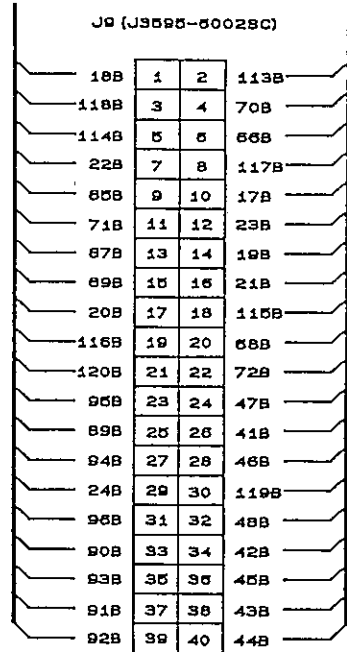 J9 (J3595-6002SC)
18B 1 2 113B
118B 3 4 70B
114B 5 6 66B
22B 7 8 117B
65B 9 10 17B
71B 11 12 23B
67B 13 14 19B
69B 15 16 21B
20B 17 18 115B
116B 19 20 68B
120B 21 22 72B
95B 23 24 47B
89B 25 26 41B
94B 27 28 46B
24B 29 30 119B
96B 31 32 48B
90B 33 34 42B
93B 35 36 45B
91B 37 38 43B
92B 39 40 44B